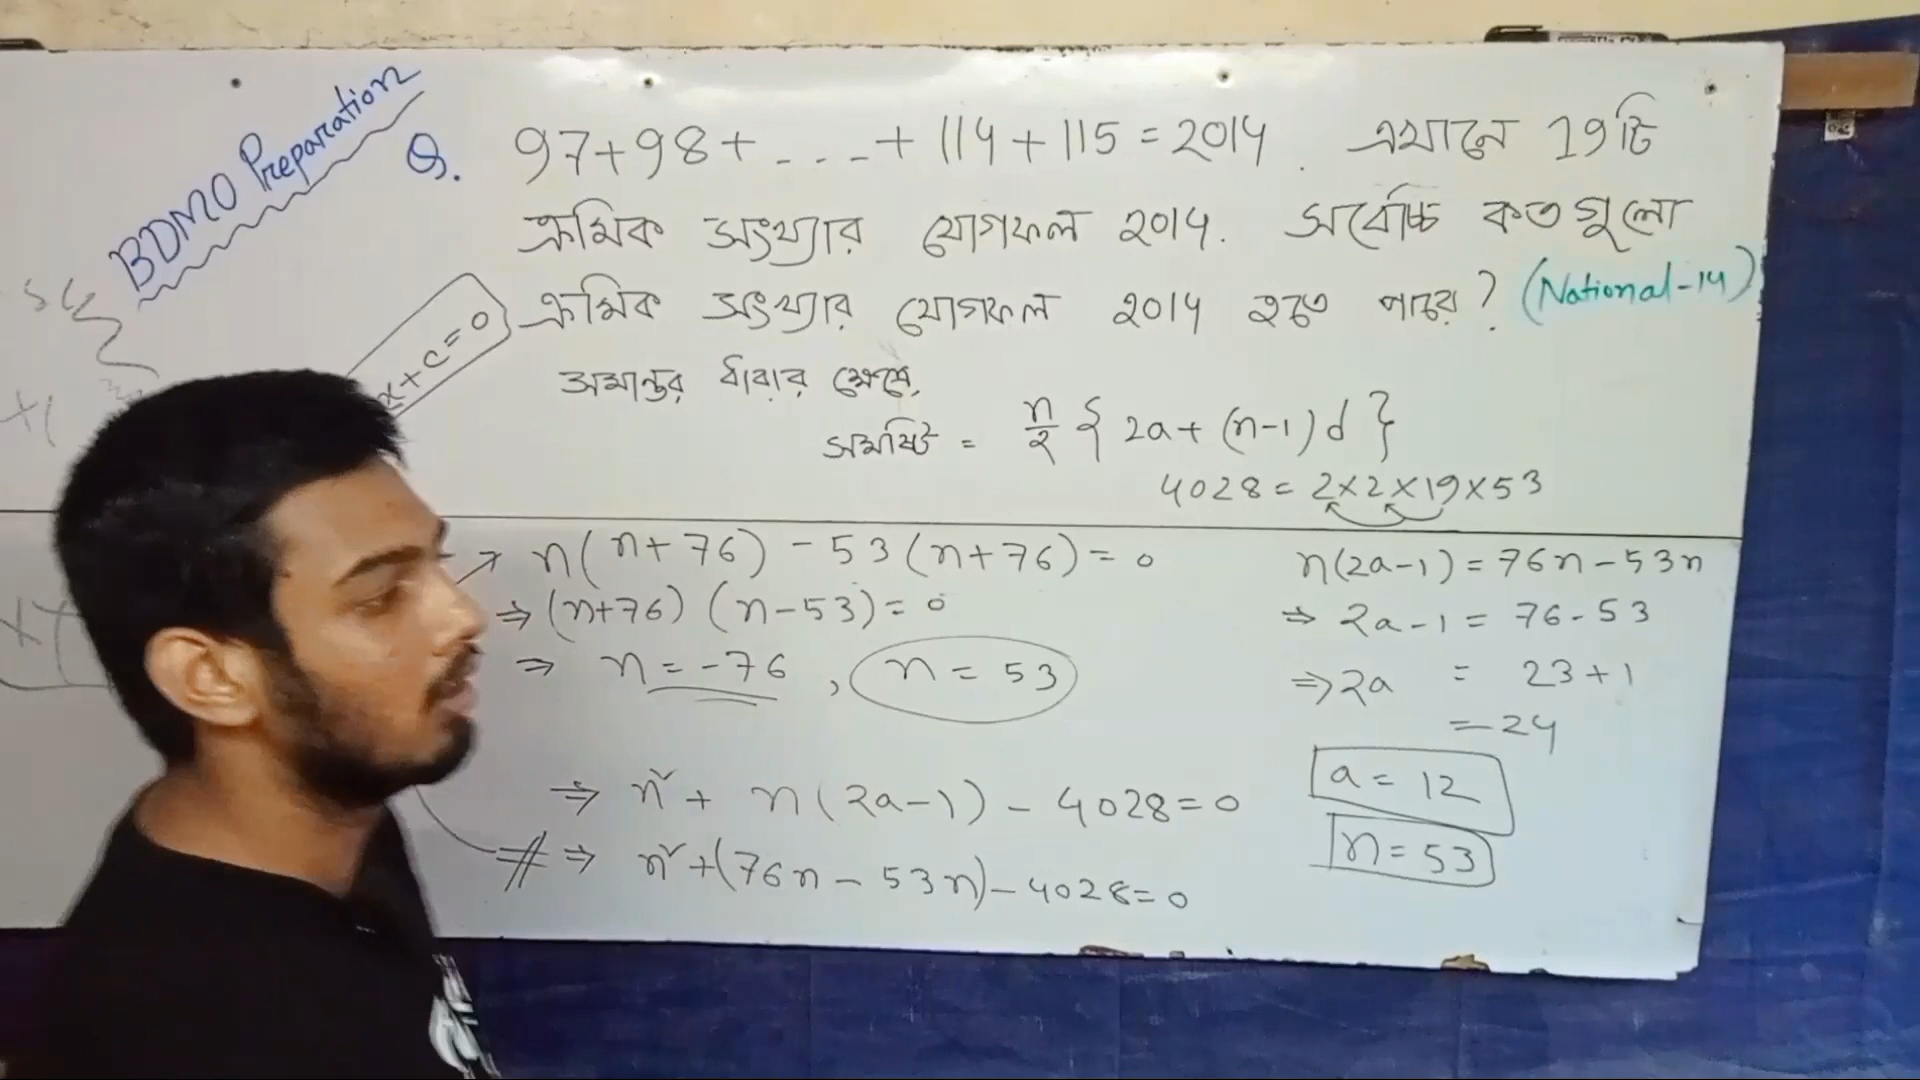 BDMO Preparation
Q. 97+98+ . . . + 114+115 = 2014. এখানে 19টি
ক্রমিক সংখ্যার যোগফল 2014. সর্বোচ্চ কতগুলো
ক্রমিক সংখ্যার যোগফল 2014 হতে পারে? (National-14)
x+c=0
সমান্তর ধারার ক্ষেত্রে,
সমষ্টি = n/2 { 2a+ (n-1) d }
4028 = 2×2×19×53
→ n(n+76) - 53(n+76) = 0
⇒ (n+76) (n-53) = 0
⇒ n = -76 , n = 53
⇒ n²+ n(2a-1) - 4028 = 0
⇒ n²+(76n - 53n) - 4028 = 0
n(2a-1) = 76n - 53n
⇒ 2a-1 = 76-53
⇒ 2a = 23+1
= 24
a = 12
n = 53